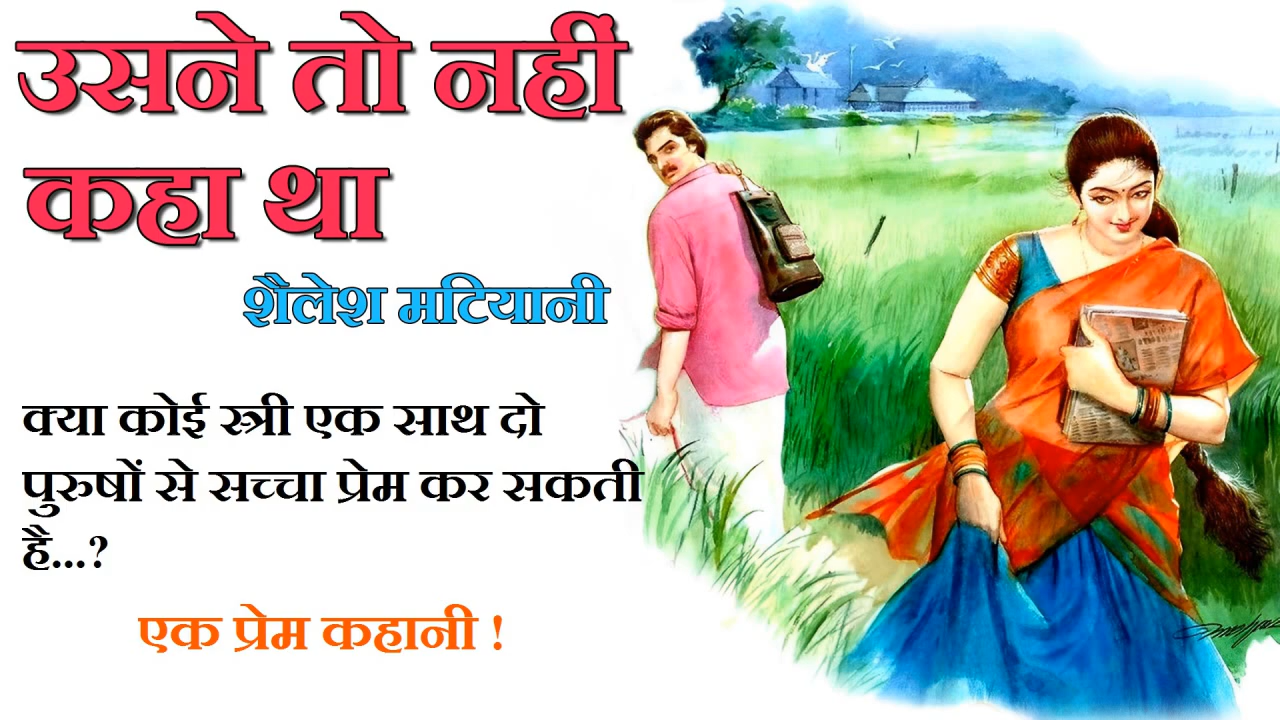 उसने तो नहीं
कहा था
शैलेश मटियानी
क्या कोई स्त्री एक साथ दो
पुरुषों से सच्चा प्रेम कर सकती
है...?
एक प्रेम कहानी !